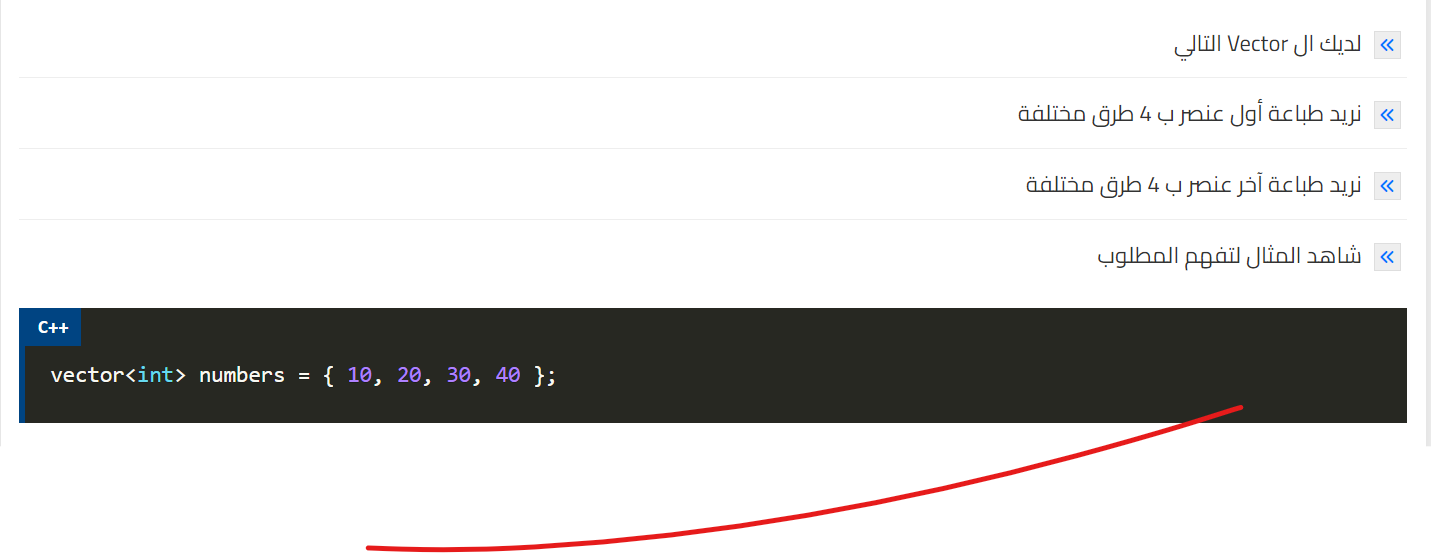 لديك ال Vector التالي
نريد طباعة أول عنصر ب 4 طرق مختلفة
نريد طباعة آخر عنصر ب 4 طرق مختلفة
شاهد المثال لتفهم المطلوب
C++
vector<int> numbers = { 10, 20, 30, 40 };